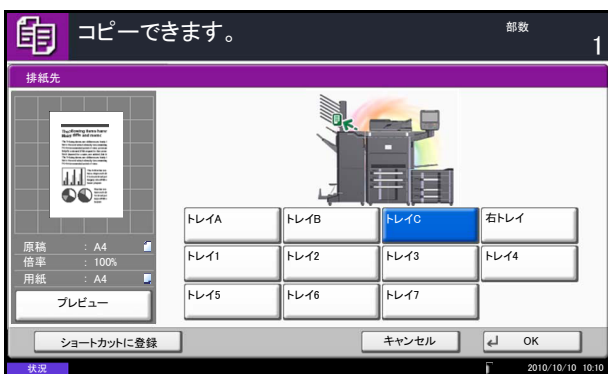 コピーできます。
部数
1
排紙先
原稿 : A4
倍率 : 100%
用紙 : A4
プレビュー
トレイA トレイB トレイC 右トレイ
トレイ1 トレイ2 トレイ3 トレイ4
トレイ5 トレイ6 トレイ7
ショートカットに登録 キャンセル OK
状況 2010/10/10 10:10